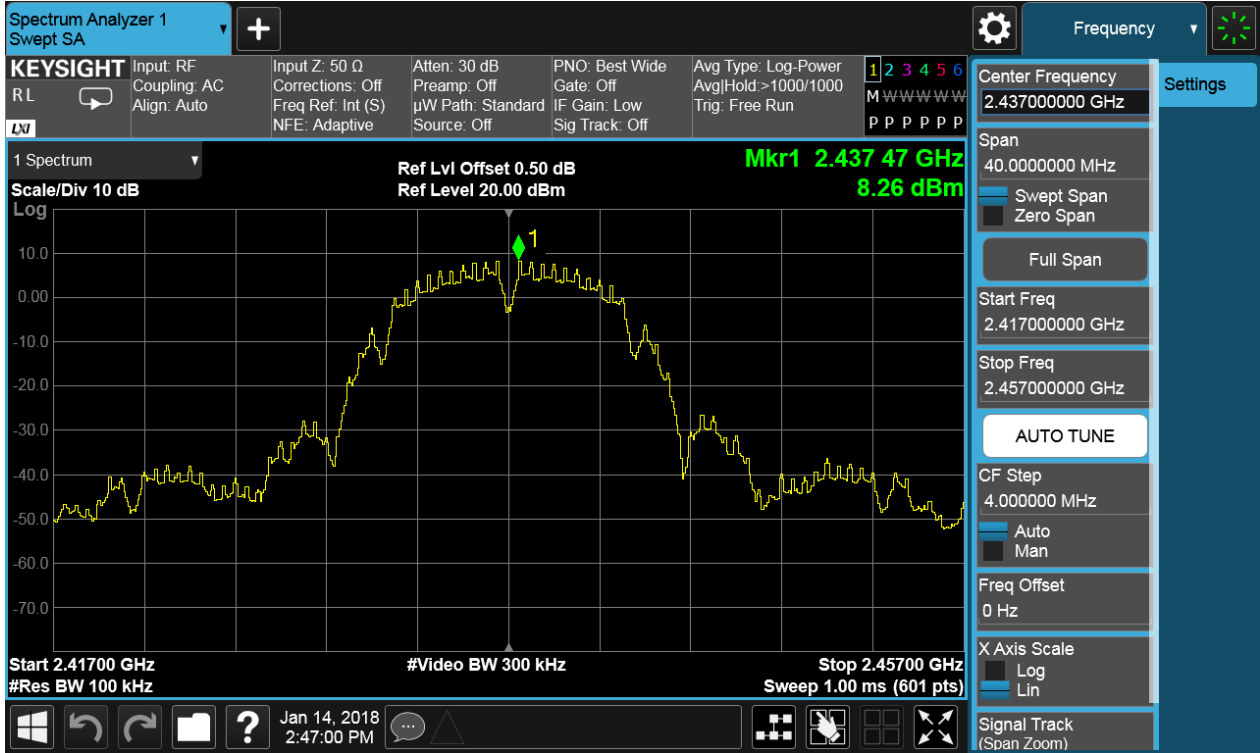 Spectrum Analyzer 1
Swept SA
Frequency
KEYSIGHT
R L
LXI
Input: RF
Coupling: AC
Align: Auto
Input Z: 50 Ω
Corrections: Off
Freq Ref: Int (S)
NFE: Adaptive
Atten: 30 dB
Preamp: Off
µW Path: Standard
Source: Off
PNO: Best Wide
Gate: Off
IF Gain: Low
Sig Track: Off
Avg Type: Log-Power
Avg|Hold:>1000/1000
Trig: Free Run
1 2 3 4 5 6
M W W W W W
P P P P P P
1 Spectrum
Scale/Div 10 dB
Log
Ref Lvl Offset 0.50 dB
Ref Level 20.00 dBm
Mkr1 2.437 47 GHz
8.26 dBm
1
10.0
0.00
-10.0
-20.0
-30.0
-40.0
-50.0
-60.0
-70.0
Start 2.41700 GHz
#Res BW 100 kHz
#Video BW 300 kHz
Stop 2.45700 GHz
Sweep 1.00 ms (601 pts)
Center Frequency
2.437000000 GHz
Span
40.0000000 MHz
Swept Span
Zero Span
Full Span
Start Freq
2.417000000 GHz
Stop Freq
2.457000000 GHz
AUTO TUNE
CF Step
4.000000 MHz
Auto
Man
Freq Offset
0 Hz
X Axis Scale
Log
Lin
Signal Track
(Span Zoom)
Settings
?
Jan 14, 2018
2:47:00 PM